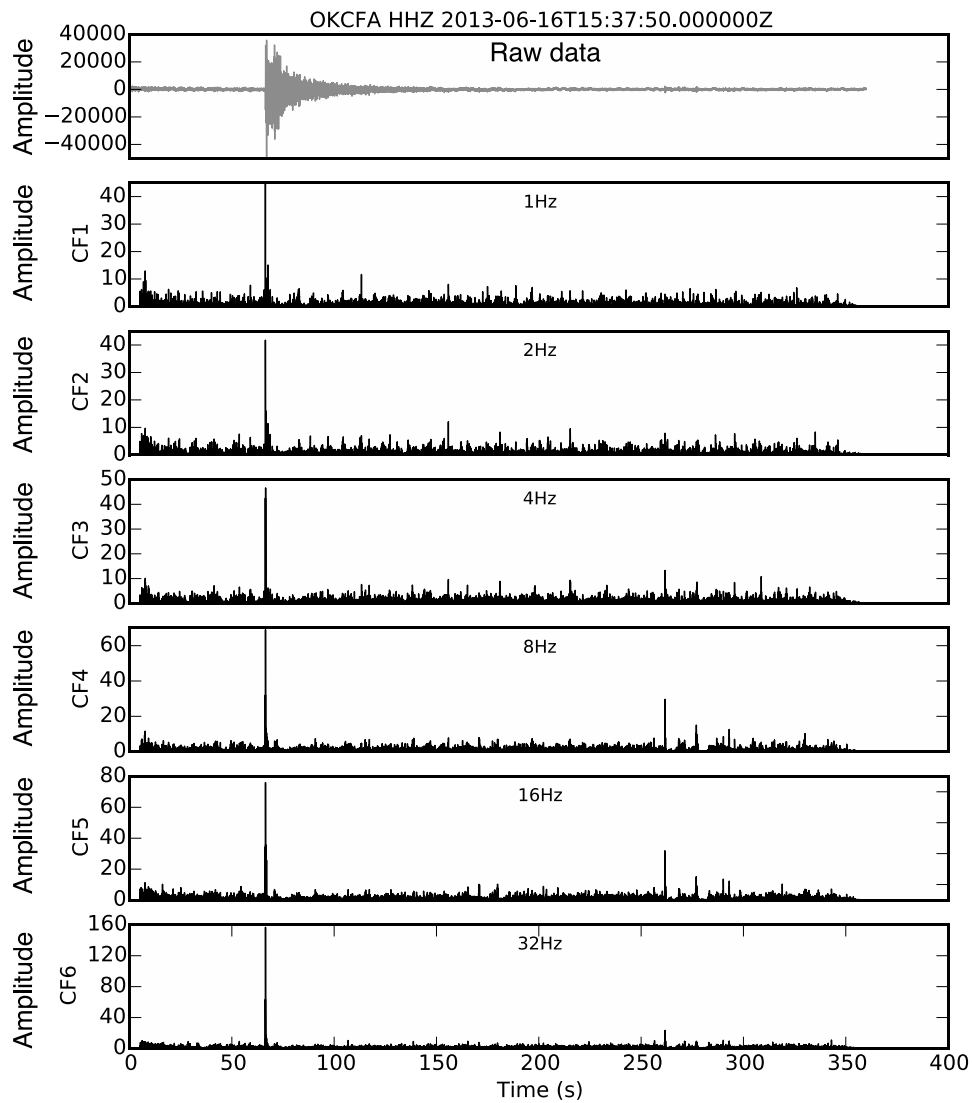 OKCFA HHZ 2013-06-16T15:37:50.000000Z
Raw data
Amplitude
40000
20000
0
−20000
−40000
1Hz
Amplitude
CF1
40
30
20
10
0
2Hz
Amplitude
CF2
40
30
20
10
0
4Hz
Amplitude
CF3
50
40
30
20
10
0
8Hz
Amplitude
CF4
60
40
20
0
16Hz
Amplitude
CF5
80
60
40
20
0
32Hz
Amplitude
CF6
160
120
80
40
0
0 50 100 150 200 250 300 350 400
Time (s)